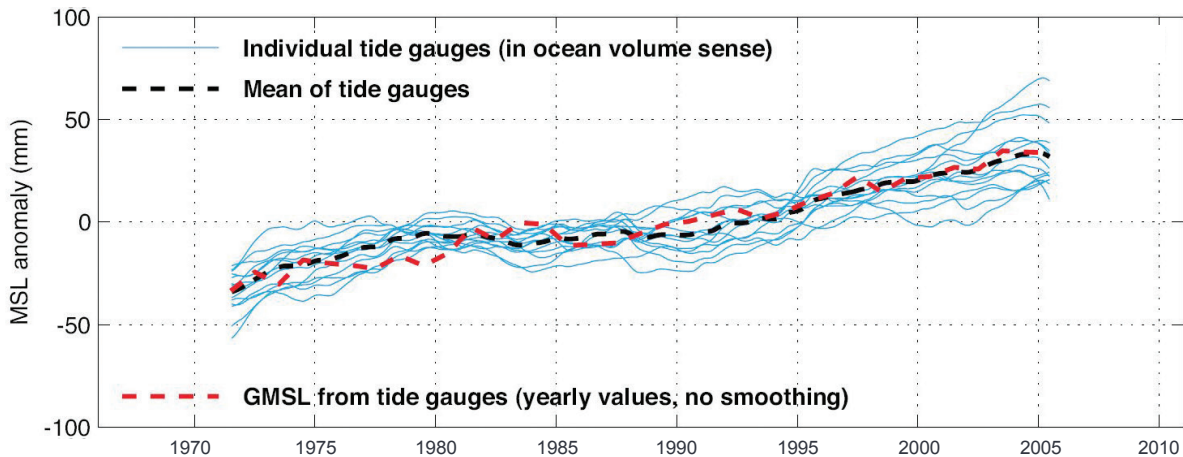 100
Individual tide gauges (in ocean volume sense)
Mean of tide gauges
50
0
MSL anomaly (mm)
-50
GMSL from tide gauges (yearly values, no smoothing)
-100
1970 1975 1980 1985 1990 1995 2000 2005 2010